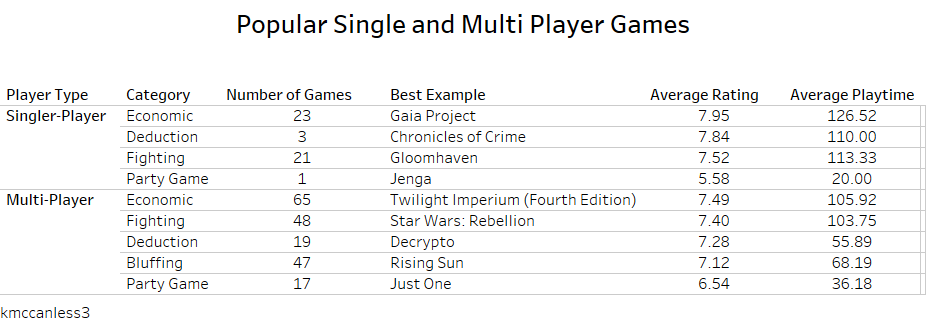 Popular Single and Multi Player Games
Player Type Category Number of Games Best Example Average Rating Average Playtime
Singler-Player Economic 23 Gaia Project 7.95 126.52
Deduction 3 Chronicles of Crime 7.84 110.00
Fighting 21 Gloomhaven 7.52 113.33
Party Game 1 Jenga 5.58 20.00
Multi-Player Economic 65 Twilight Imperium (Fourth Edition) 7.49 105.92
Fighting 48 Star Wars: Rebellion 7.40 103.75
Deduction 19 Decrypto 7.28 55.89
Bluffing 47 Rising Sun 7.12 68.19
Party Game 17 Just One 6.54 36.18
kmccanless3